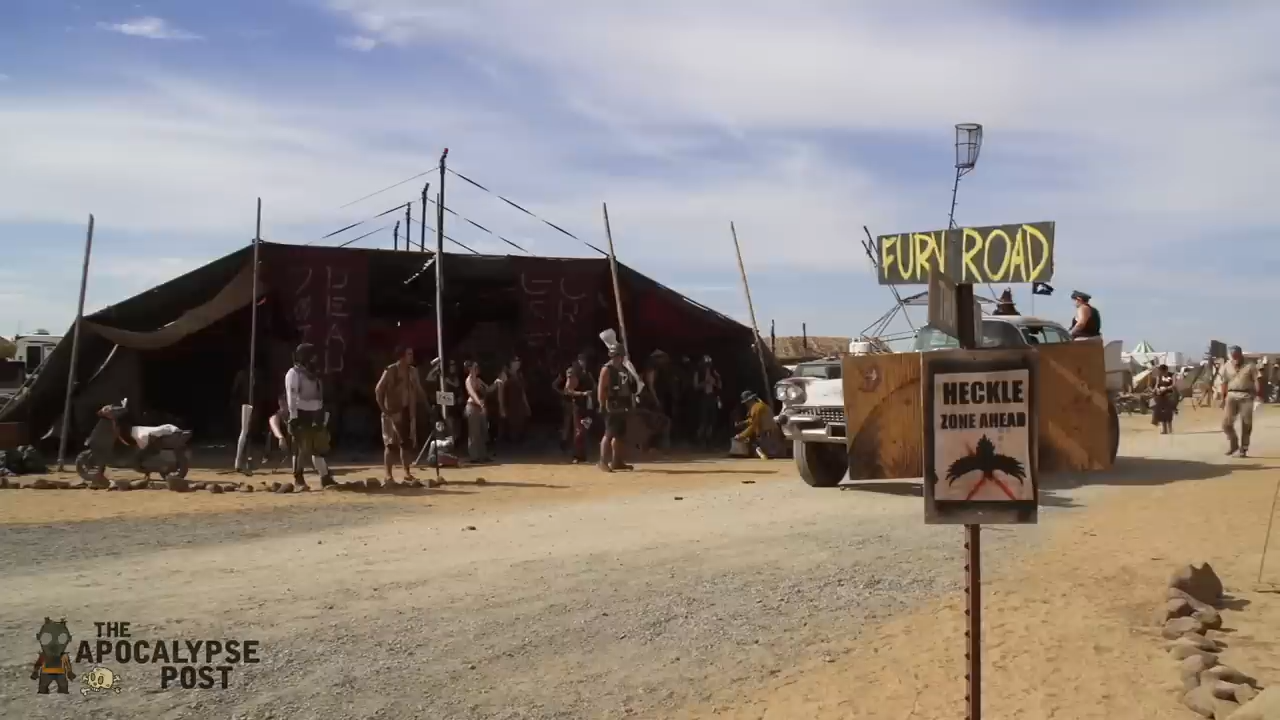 FURY ROAD
HECKLE
ZONE AHEAD
THE
APOCALYPSE
POST